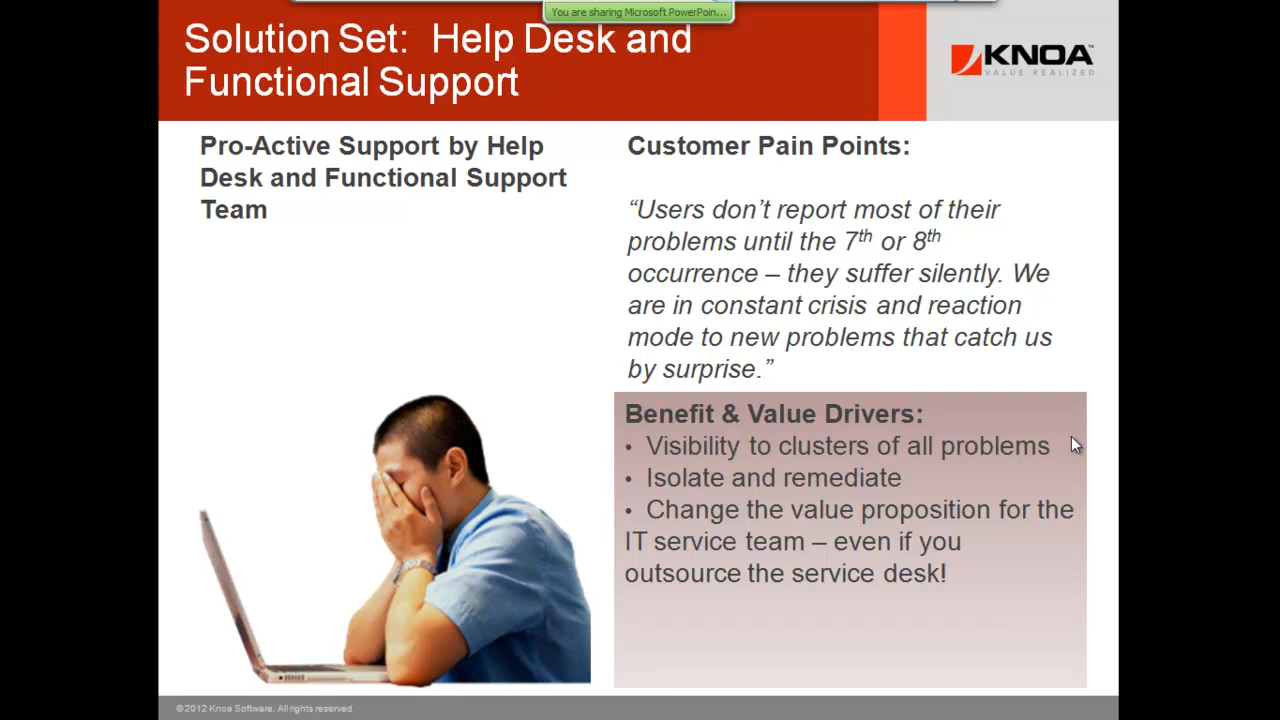 You are sharing Microsoft PowerPoin...
Solution Set: Help Desk and
Functional Support
KNOA™
VALUE REALIZED
Pro-Active Support by Help
Desk and Functional Support
Team
Customer Pain Points:
“Users don’t report most of their
problems until the 7th or 8th
occurrence – they suffer silently. We
are in constant crisis and reaction
mode to new problems that catch us
by surprise.”
Benefit & Value Drivers:
• Visibility to clusters of all problems
• Isolate and remediate
• Change the value proposition for the
IT service team – even if you
outsource the service desk!
©2012 Knoa Software. All rights reserved.